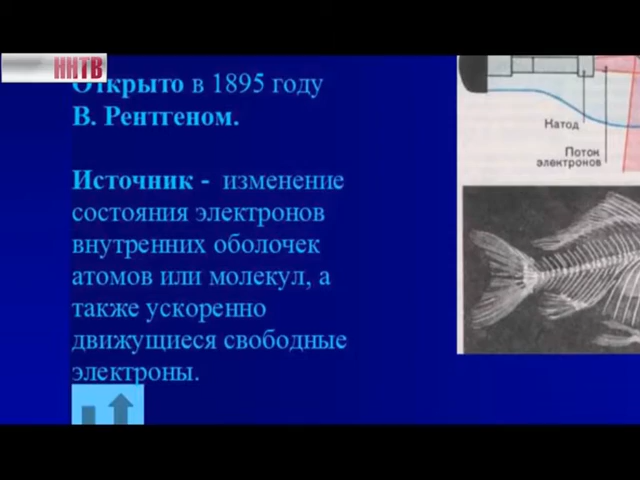 ННТВ
Открыто в 1895 году
В. Рентгеном.
Источник - изменение
состояния электронов
внутренних оболочек
атомов или молекул, а
также ускоренно
движущиеся свободные
электроны.
Катод
Поток
электронов